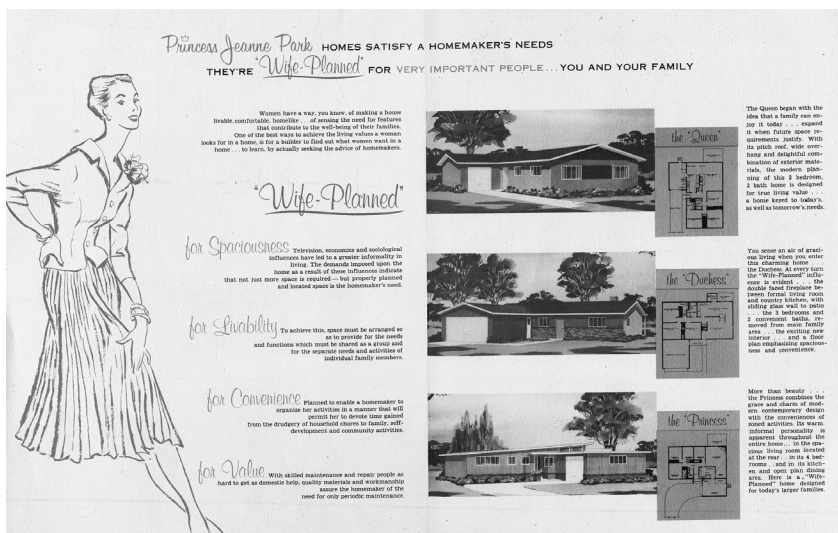 Princess Jeanne Park HOMES SATISFY A HOMEMAKER'S NEEDS
THEY'RE "Wife-Planned" FOR VERY IMPORTANT PEOPLE...YOU AND YOUR FAMILY
Women have a way, you know, of making a house
livable, comfortable, homelike . . . of sensing the need for features
that contribute to the well-being of their families.
One of the best ways to achieve the living values a woman
looks for in a home, is for a builder to find out what women want in a
home . . . to learn, by actually seeking the advice of homemakers.
"Wife-Planned"
for Spaciousness Television, economics and sociological
influences have led to a greater informality in
living. The demands imposed upon the
home as a result of these influences indicate
that not just more space is required — but properly planned
and located space is the homemaker's need.
for Livability To achieve this, space must be arranged so
as to provide for the needs
and functions which must be shared as a group and
for the separate needs and activities of
individual family members.
for Convenience Planned to enable a homemaker to
organize her activities in a manner that will
permit her to devote time gained
from the drudgery of household chores to family, self-
development and community activities.
for Value With skilled maintenance and repair people as
hard to get as domestic help, quality materials and workmanship
assure the homemaker of the
need for only periodic maintenance.
the "Queen"
The Queen began with the
idea that a family can en-
joy it today . . . expand
it when future space re-
quirements justify. With
its pitch roof, wide over-
hang and delightful com-
bination of exterior mate-
rials, the modern plan-
ning of this 3 bedroom,
2 bath home is designed
for true living value . . .
a home keyed to today's,
as well as tomorrow's, needs.
the "Duchess"
You sense an air of graci-
ous living when you enter
this charming home . . .
the Duchess. At every turn
the "Wife-Planned" influ-
ence is evident . . . the
double faced fireplace be-
tween formal living room
and country kitchen, with
sliding glass wall to patio
. . . the 3 bedrooms and
2 convenient baths, re-
moved from main family
area . . . the exciting new
interior . . . and a floor
plan emphasizing spacious-
ness and convenience.
the "Princess"
More than beauty . . .
the Princess combines the
grace and charm of mod-
ern contemporary design
with the conveniences of
zoned activities. Its warm,
informal personality is
apparent throughout the
entire home . . . in the spa-
cious living room located
at the rear . . in its 4 bed-
rooms . . and in its kitch-
en and open plan dining
area. Here is a "Wife-
Planned" home designed
for today's larger families.